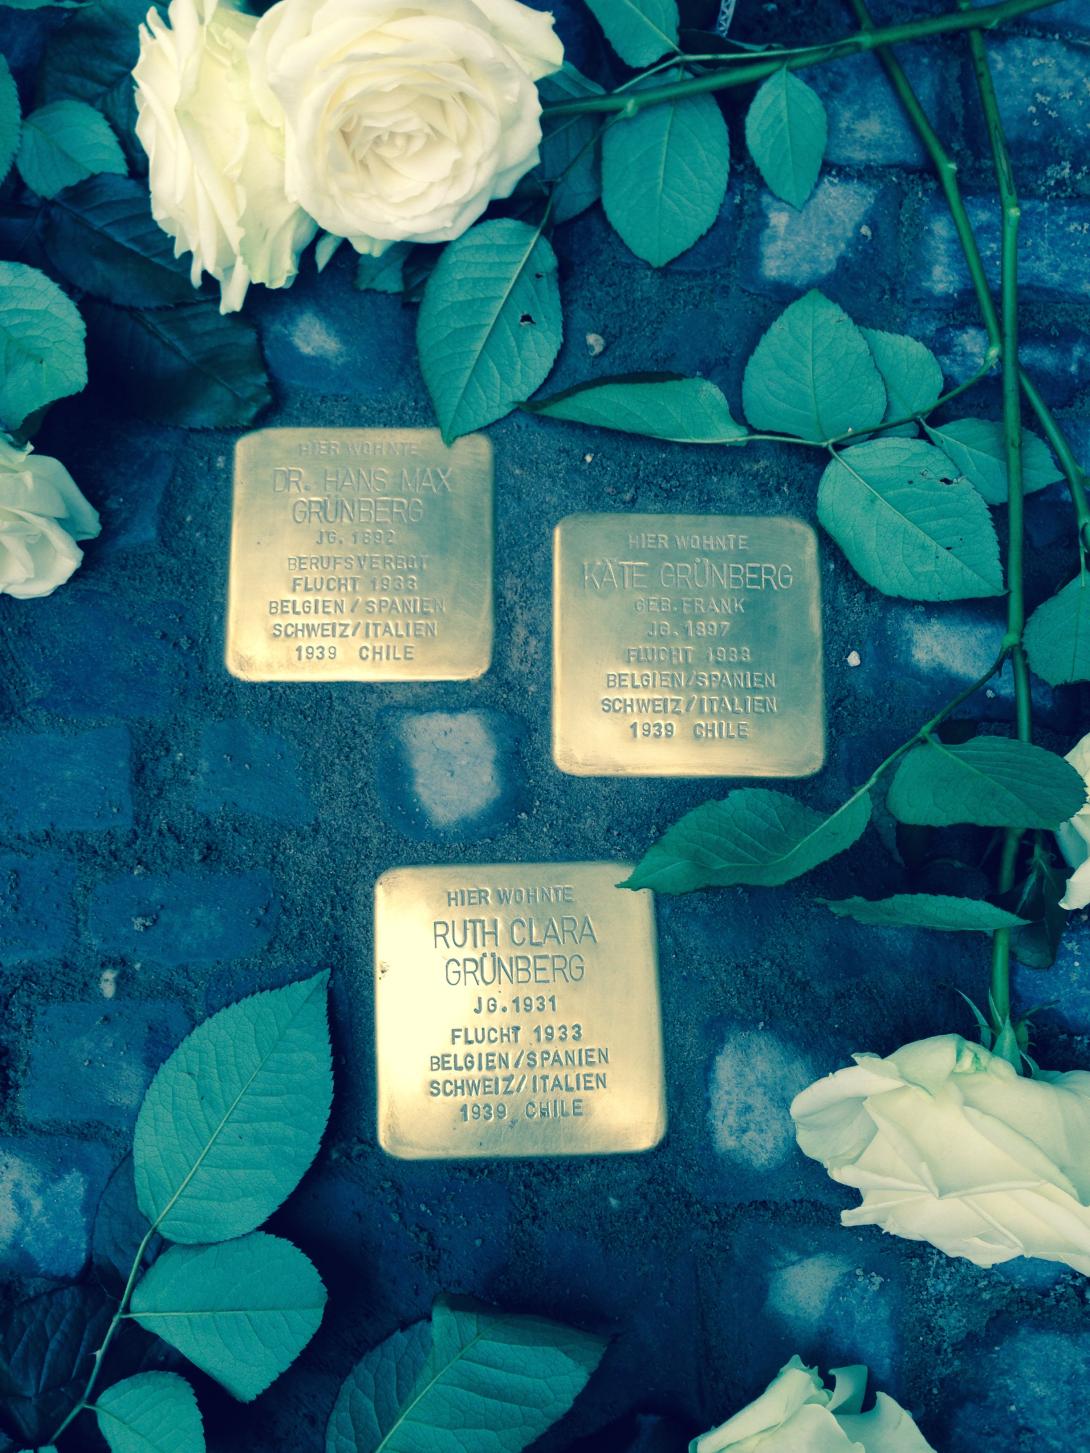 HIER WOHNTE
DR. HANS MAX
GRÜNBERG
JG. 1892
BERUFSVERBOT
FLUCHT 1933
BELGIEN / SPANIEN
SCHWEIZ/ITALIEN
1939 CHILE
HIER WOHNTE
KÄTE GRÜNBERG
GEB. FRANK
JG. 1897
FLUCHT 1933
BELGIEN/SPANIEN
SCHWEIZ/ITALIEN
1939 CHILE
HIER WOHNTE
RUTH CLARA
GRÜNBERG
JG. 1931
FLUCHT 1933
BELGIEN/SPANIEN
SCHWEIZ/ITALIEN
1939 CHILE